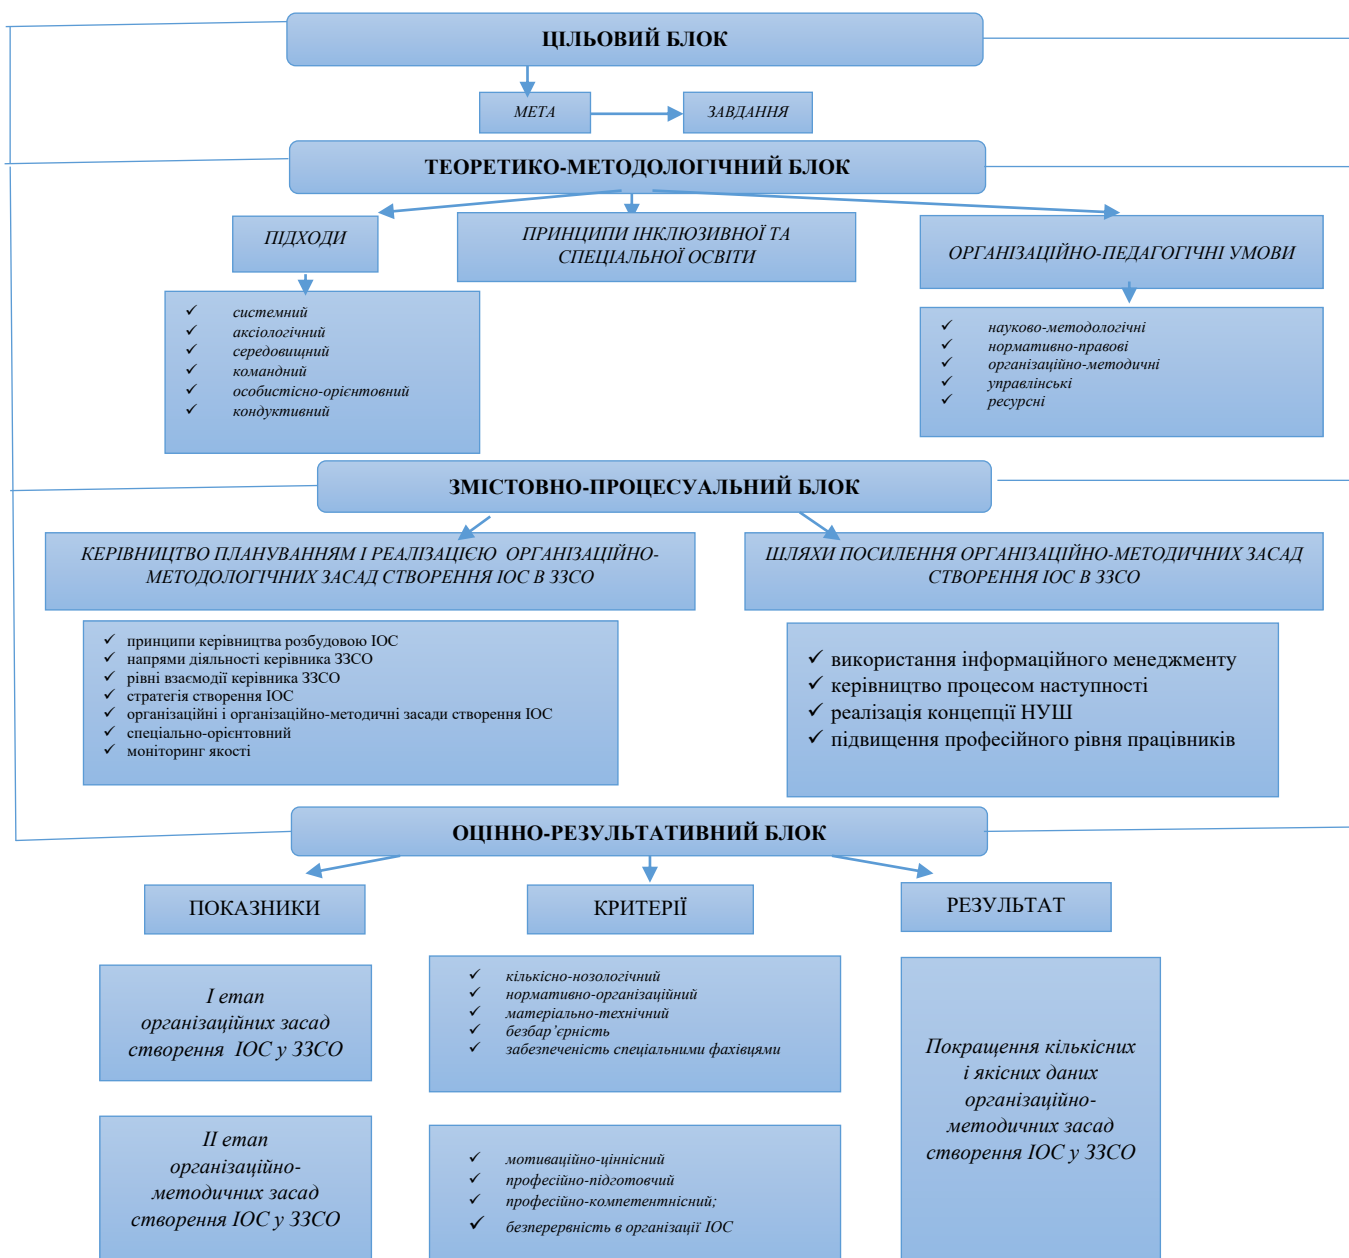 ЦІЛЬОВИЙ БЛОК
МЕТА
ЗАВДАННЯ
ТЕОРЕТИКО-МЕТОДОЛОГІЧНИЙ БЛОК
ПІДХОДИ
ПРИНЦИПИ ІНКЛЮЗИВНОЇ ТА
СПЕЦІАЛЬНОЇ ОСВІТИ
ОРГАНІЗАЦІЙНО-ПЕДАГОГІЧНІ УМОВИ
✓ системний
✓ аксіологічний
✓ середовищний
✓ командний
✓ особистісно-орієнтовний
✓ кондуктивний
✓ науково-методологічні
✓ нормативно-правові
✓ організаційно-методичні
✓ управлінські
✓ ресурсні
ЗМІСТОВНО-ПРОЦЕСУАЛЬНИЙ БЛОК
КЕРІВНИЦТВО ПЛАНУВАННЯМ І РЕАЛІЗАЦІЄЮ ОРГАНІЗАЦІЙНО-
МЕТОДОЛОГІЧНИХ ЗАСАД СТВОРЕННЯ ІОС В ЗЗСО
ШЛЯХИ ПОСИЛЕННЯ ОРГАНІЗАЦІЙНО-МЕТОДИЧНИХ ЗАСАД
СТВОРЕННЯ ІОС В ЗЗСО
✓ принципи керівництва розбудовою ІОС
✓ напрями діяльності керівника ЗЗСО
✓ рівні взаємодії керівника ЗЗСО
✓ стратегія створення ІОС
✓ організаційні і організаційно-методичні засади створення ІОС
✓ спеціально-орієнтовний
✓ моніторинг якості
✓ використання інформаційного менеджменту
✓ керівництво процесом наступності
✓ реалізація концепції НУШ
✓ підвищення професійного рівня працівників
ОЦІННО-РЕЗУЛЬТАТИВНИЙ БЛОК
ПОКАЗНИКИ
КРИТЕРІЇ
РЕЗУЛЬТАТ
І етап
організаційних засад
створення ІОС у ЗЗСО
✓ кількісно-нозологічний
✓ нормативно-організаційний
✓ матеріально-технічний
✓ безбар’єрність
✓ забезпеченість спеціальними фахівцями
Покращення кількісних
і якісних даних
організаційно-
методичних засад
створення ІОС у ЗЗСО
ІІ етап
організаційно-
методичних засад
створення ІОС у ЗЗСО
✓ мотиваційно-ціннісний
✓ професійно-підготовчий
✓ професійно-компетентнісний;
✓ безперервність в організації ІОС